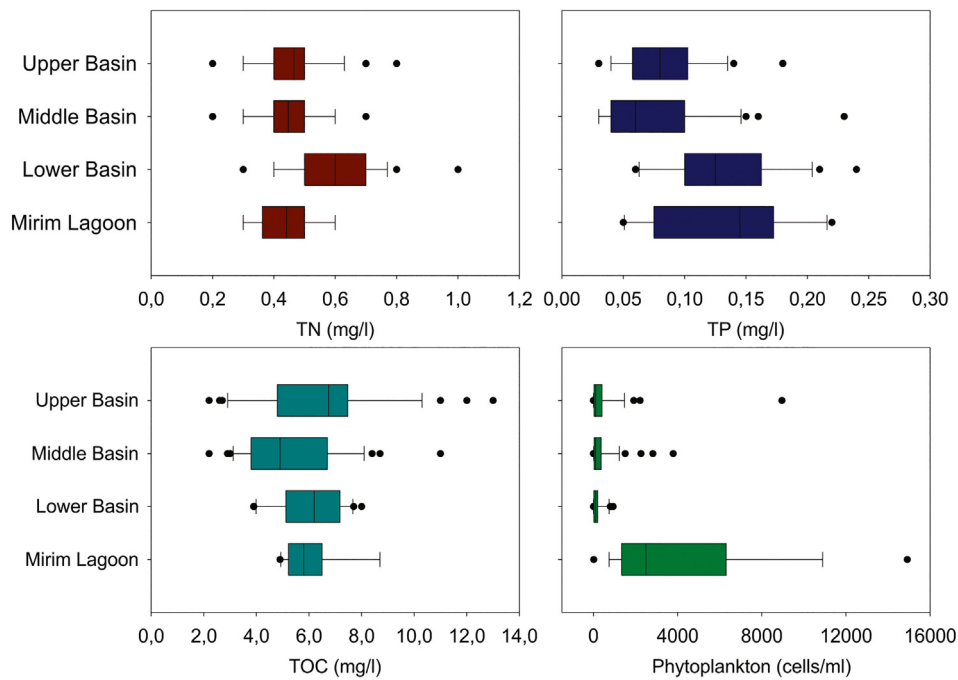 Upper Basin
Middle Basin
Lower Basin
Mirim Lagoon
0,0 0,2 0,4 0,6 0,8 1,0 1,2
TN (mg/l)
0,00 0,05 0,10 0,15 0,20 0,25 0,30
TP (mg/l)
Upper Basin
Middle Basin
Lower Basin
Mirim Lagoon
0,0 2,0 4,0 6,0 8,0 10,0 12,0 14,0
TOC (mg/l)
0 4000 8000 12000 16000
Phytoplankton (cells/ml)